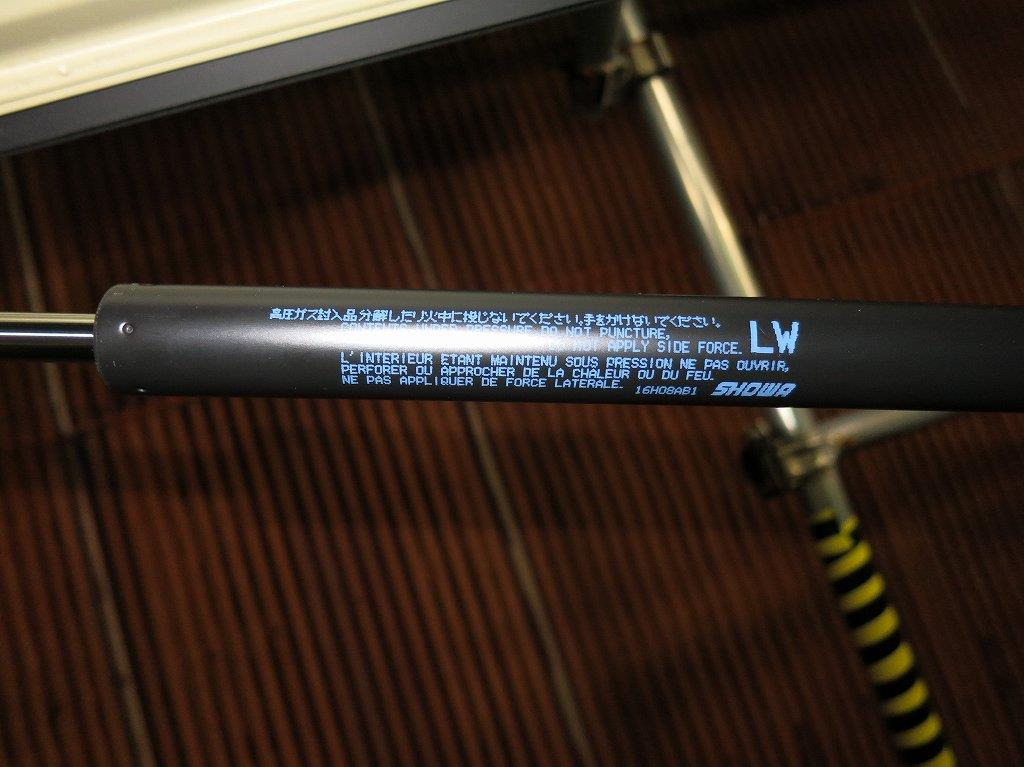 高圧ガス封入品分解したり火中に投じないでください,手をかけないでください。
CONTENTS UNDER PRESSURE DO NOT PUNCTURE,
NOT APPLY SIDE FORCE.
LW
L'INTERIEUR ETANT MAINTENU SOUS PRESSION NE PAS OUVRIR,
PERFORER OU APPROCHER DE LA CHALEUR OU DU FEU.
NE PAS APPLIQUER DE FORCE LATERALE. 16H08AB1 SHOWA